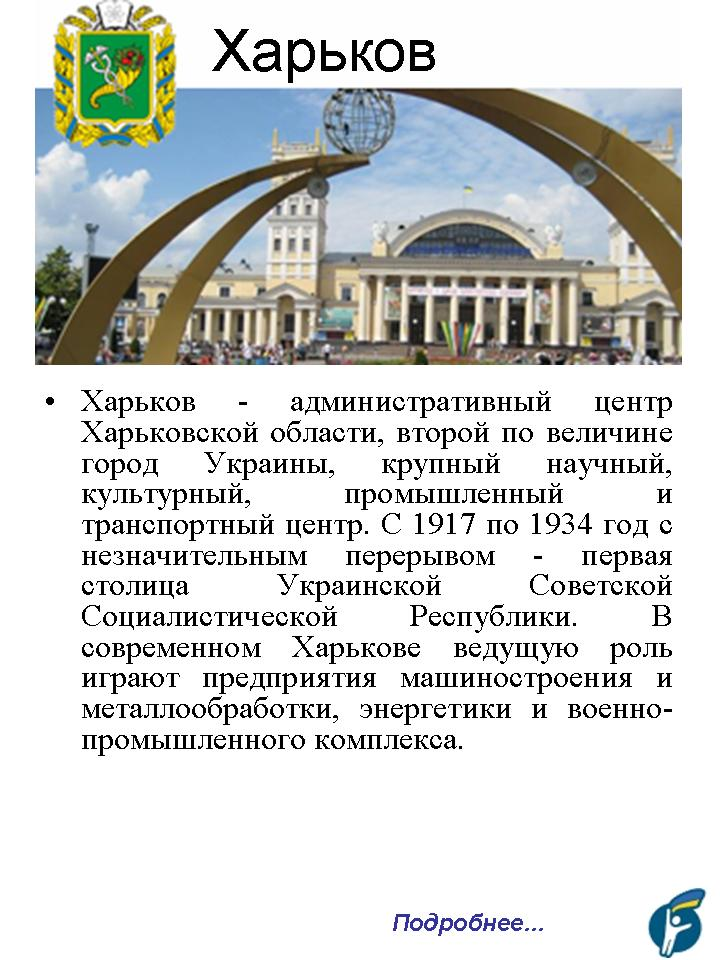 Харьков
• Харьков - административный центр
Харьковской области, второй по величине
город Украины, крупный научный,
культурный, промышленный и
транспортный центр. С 1917 по 1934 год с
незначительным перерывом - первая
столица Украинской Советской
Социалистической Республики. В
современном Харькове ведущую роль
играют предприятия машиностроения и
металлообработки, энергетики и военно-
промышленного комплекса.
Подробнее...